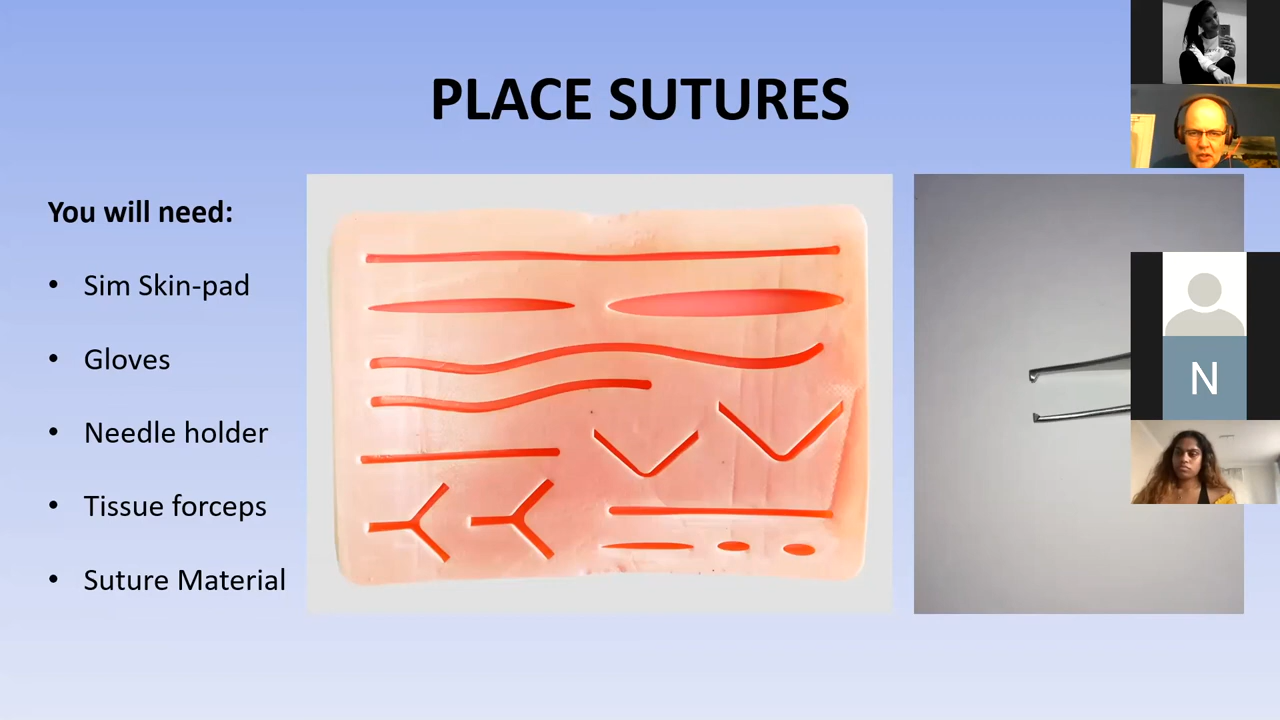 PLACE SUTURES
You will need:
• Sim Skin-pad
• Gloves
• Needle holder
• Tissue forceps
• Suture Material
N